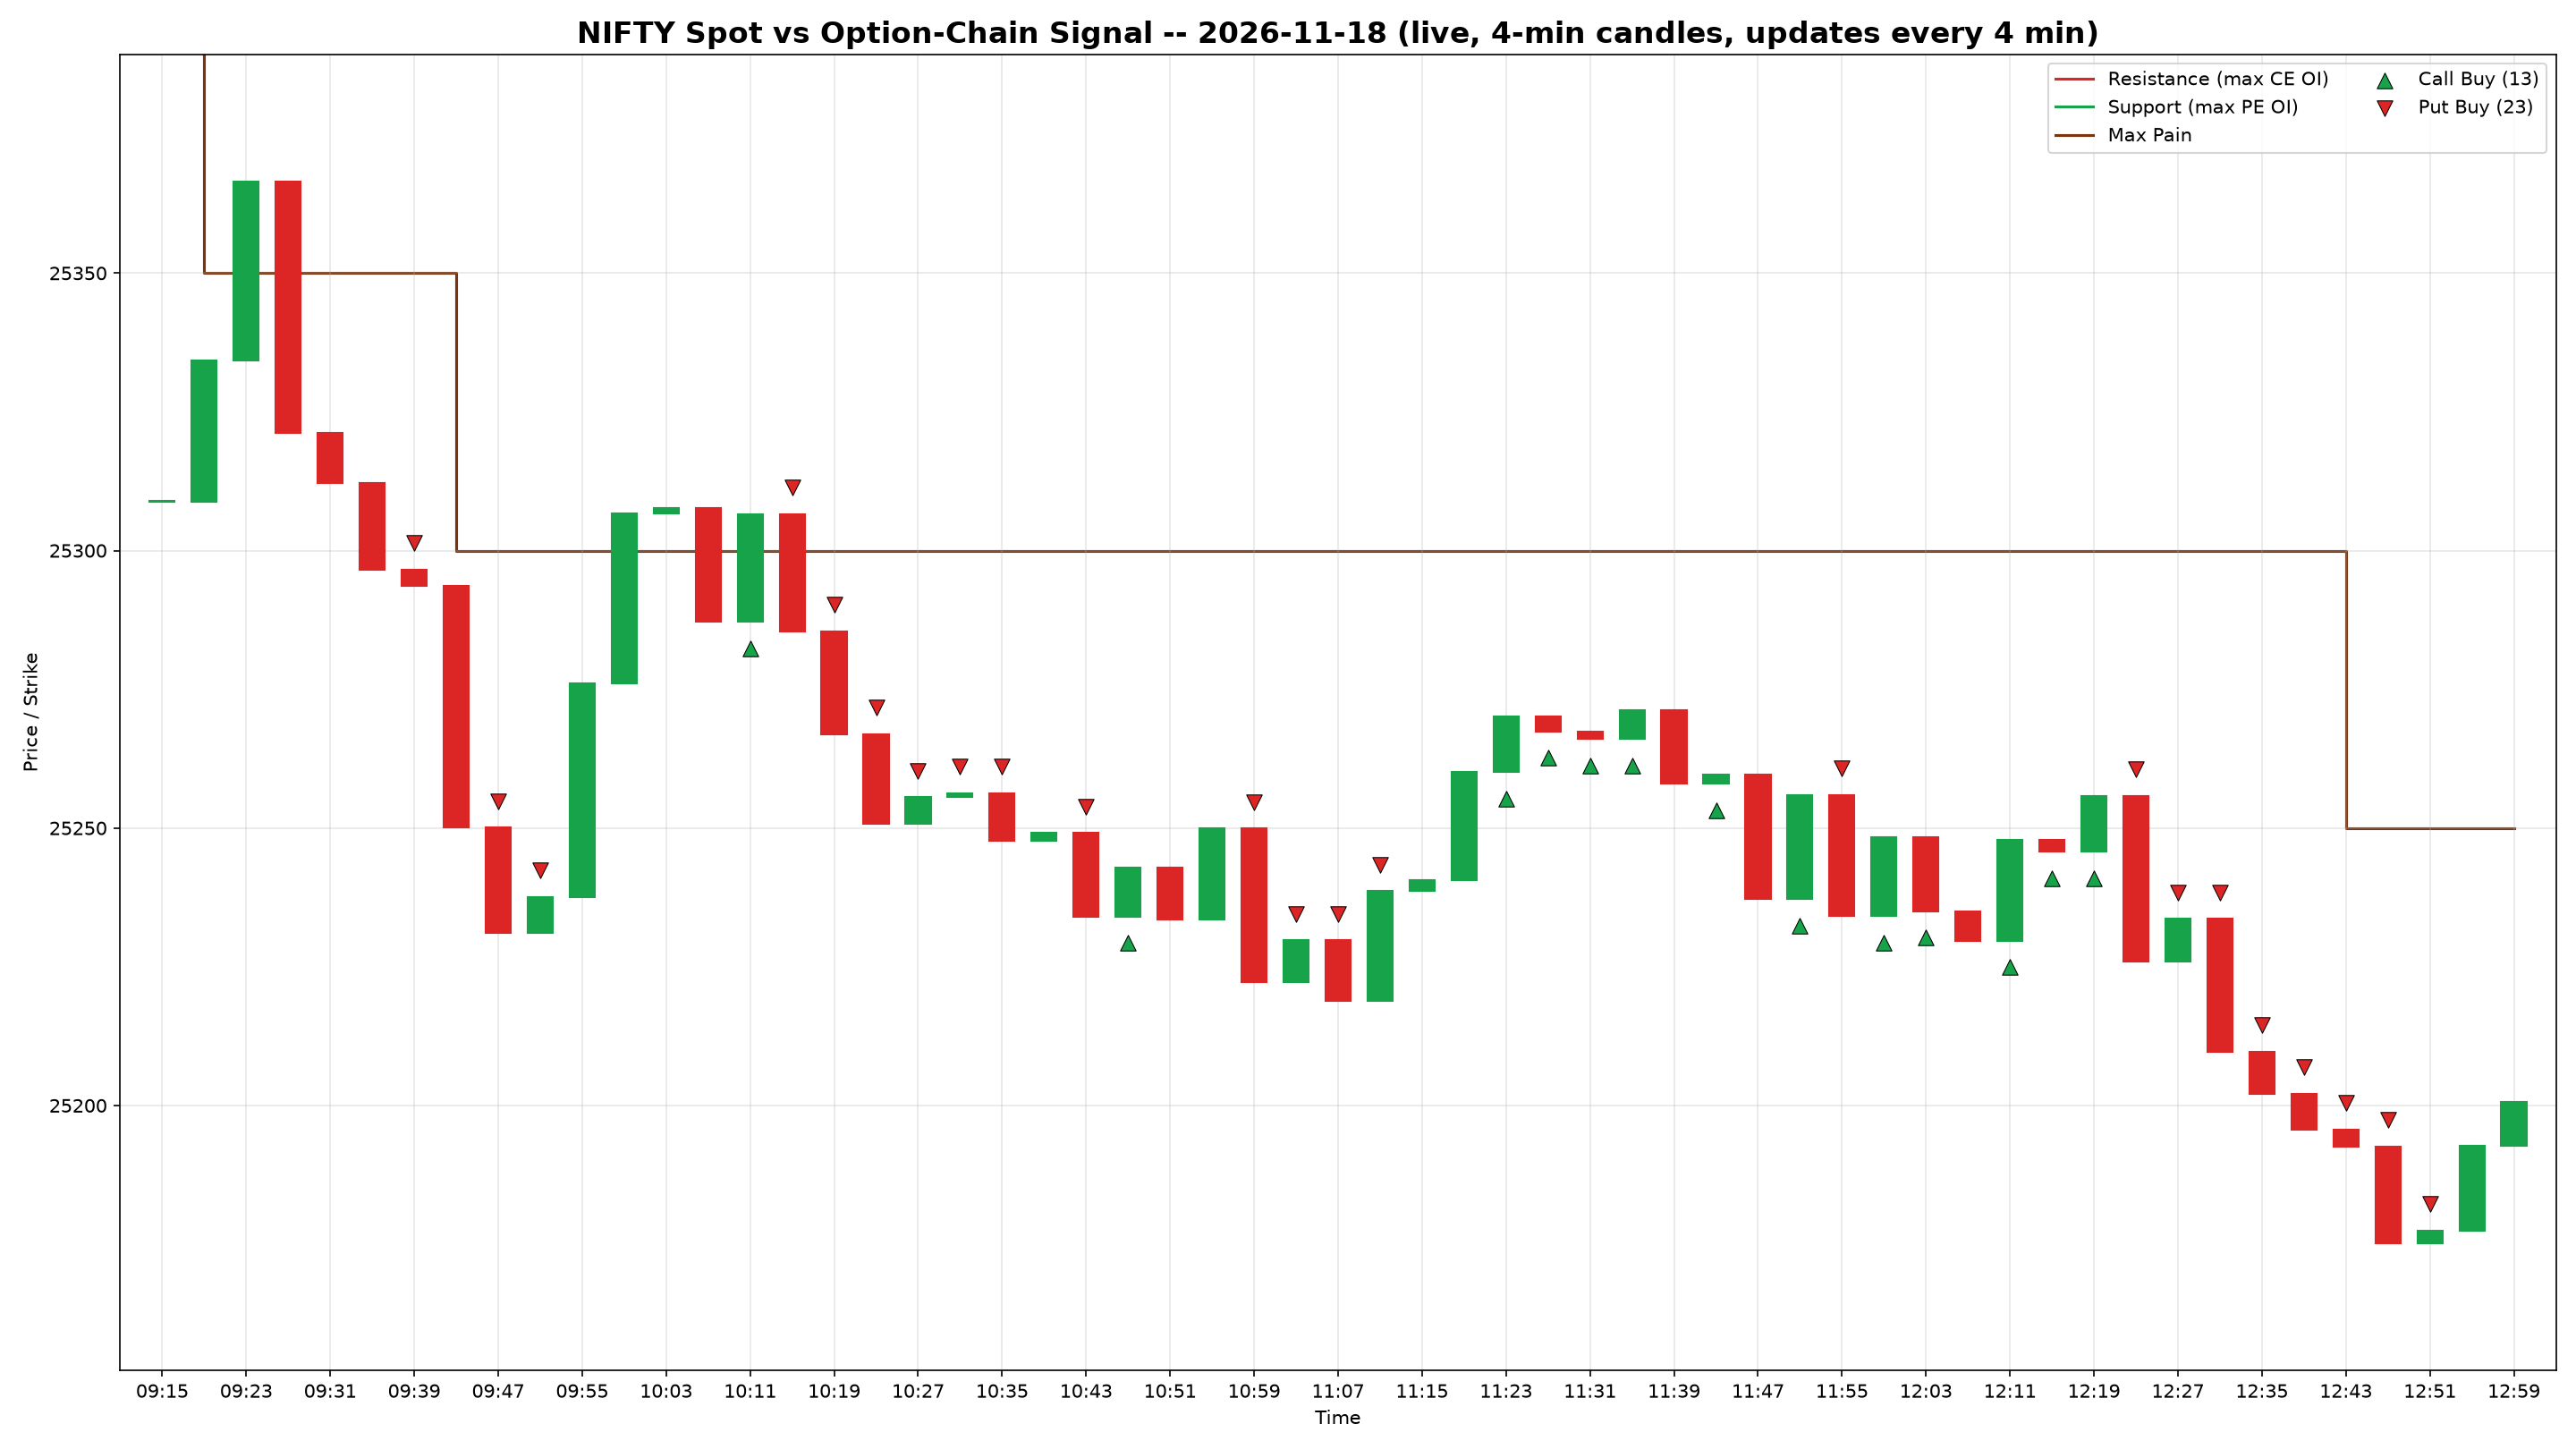 NIFTY Spot vs Option-Chain Signal -- 2026-11-18 (live, 4-min candles, updates every 4 min)
Resistance (max CE OI)
Support (max PE OI)
Max Pain
Call Buy (13)
Put Buy (23)
Price / Strike
25350
25300
25250
25200
09:15 09:23 09:31 09:39 09:47 09:55 10:03 10:11 10:19 10:27 10:35 10:43 10:51 10:59 11:07 11:15 11:23 11:31 11:39 11:47 11:55 12:03 12:11 12:19 12:27 12:35 12:43 12:51 12:59
Time